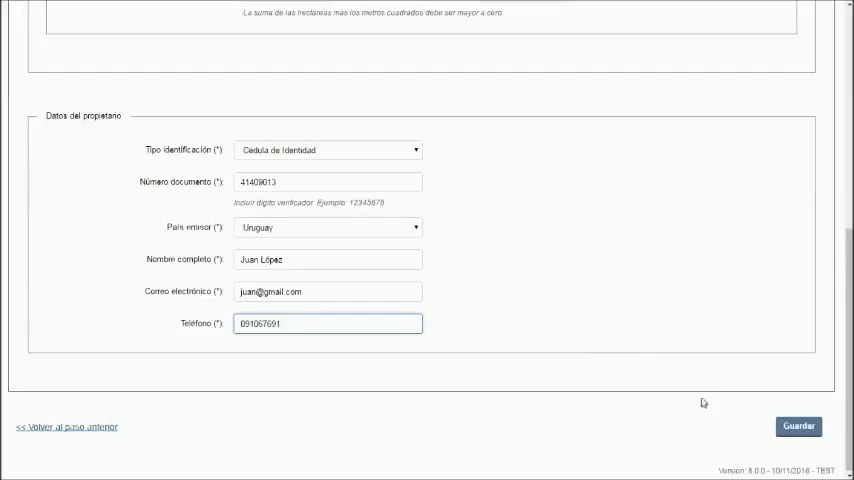 La suma de las hectareas más los metros cuadrados debe ser mayor a cero.
Datos del propietario
Tipo identificación (*): Cédula de Identidad
Número documento (*): 41409013
Incluir dígito verificador Ejemplo: 12345678
País emisor (*): Uruguay
Nombre completo (*): Juan López
Correo electrónico (*): juan@gmail.com
Teléfono (*): 091067691
<< Volver al paso anterior
Guardar
Version: 8.0.0 - 10/11/2016 - TEST